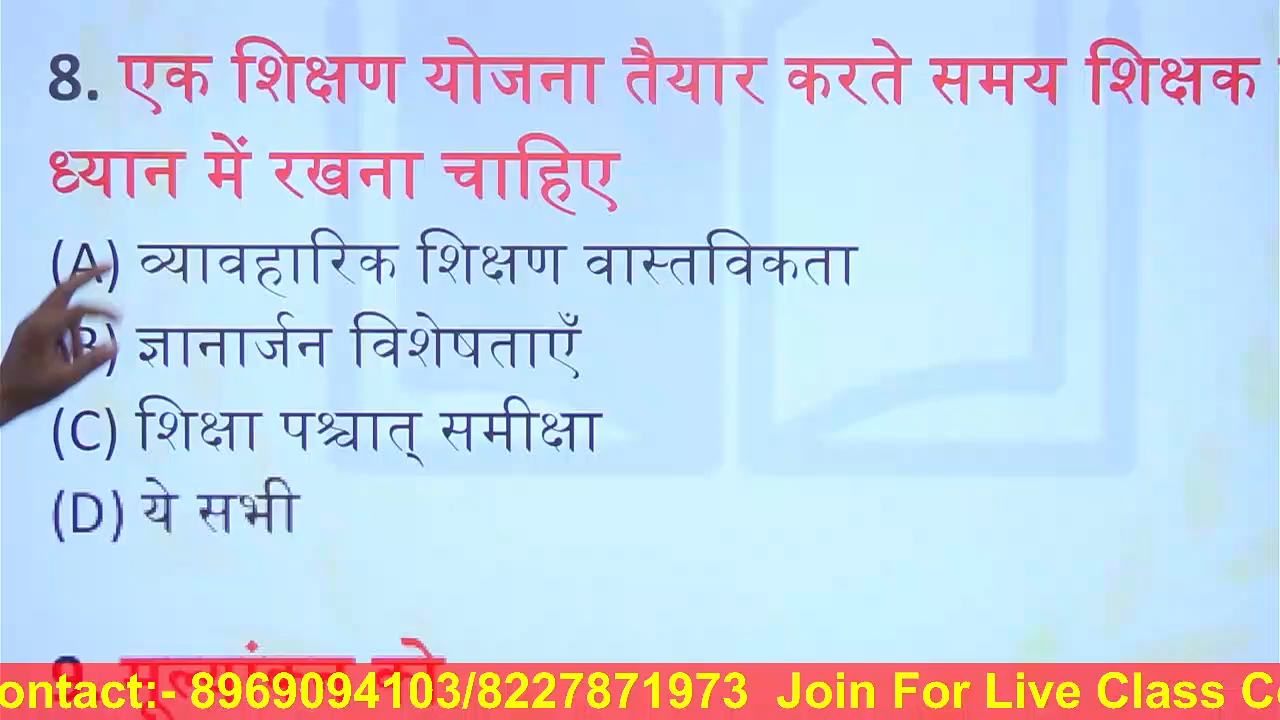 8. एक शिक्षण योजना तैयार करते समय शिक्षक
ध्यान में रखना चाहिए
(A) व्यावहारिक शिक्षण वास्तविकता
(B) ज्ञानार्जन विशेषताएँ
(C) शिक्षा पश्चात् समीक्षा
(D) ये सभी
ontact:- 8969094103/8227871973 Join For Live Class